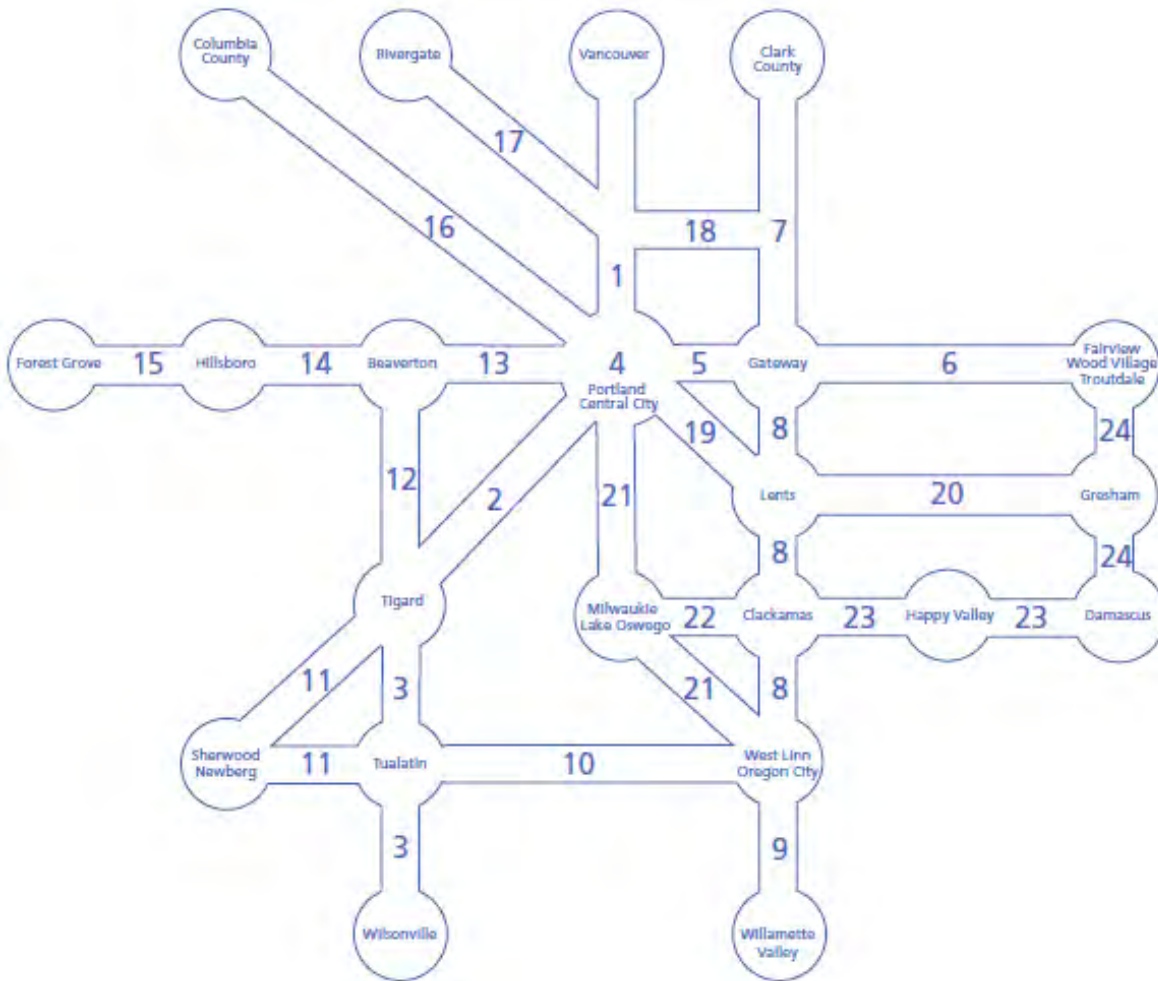 Columbia
County
Rivergate
Vancouver
Clark
County
17
16
18
7
1
Forest Grove
15
Hillsboro
14
Beaverton
13
4
Portland
Central City
5
Gateway
6
Fairview
Wood Village
Troutdale
19
8
24
12
2
21
Lents
20
Gresham
8
24
Tigard
Milwaukie
Lake Oswego
22
Clackamas
23
Happy Valley
23
Damascus
11
3
21
8
Sherwood
Newberg
11
Tualatin
10
West Linn
Oregon City
3
9
Wilsonville
Willamette
Valley